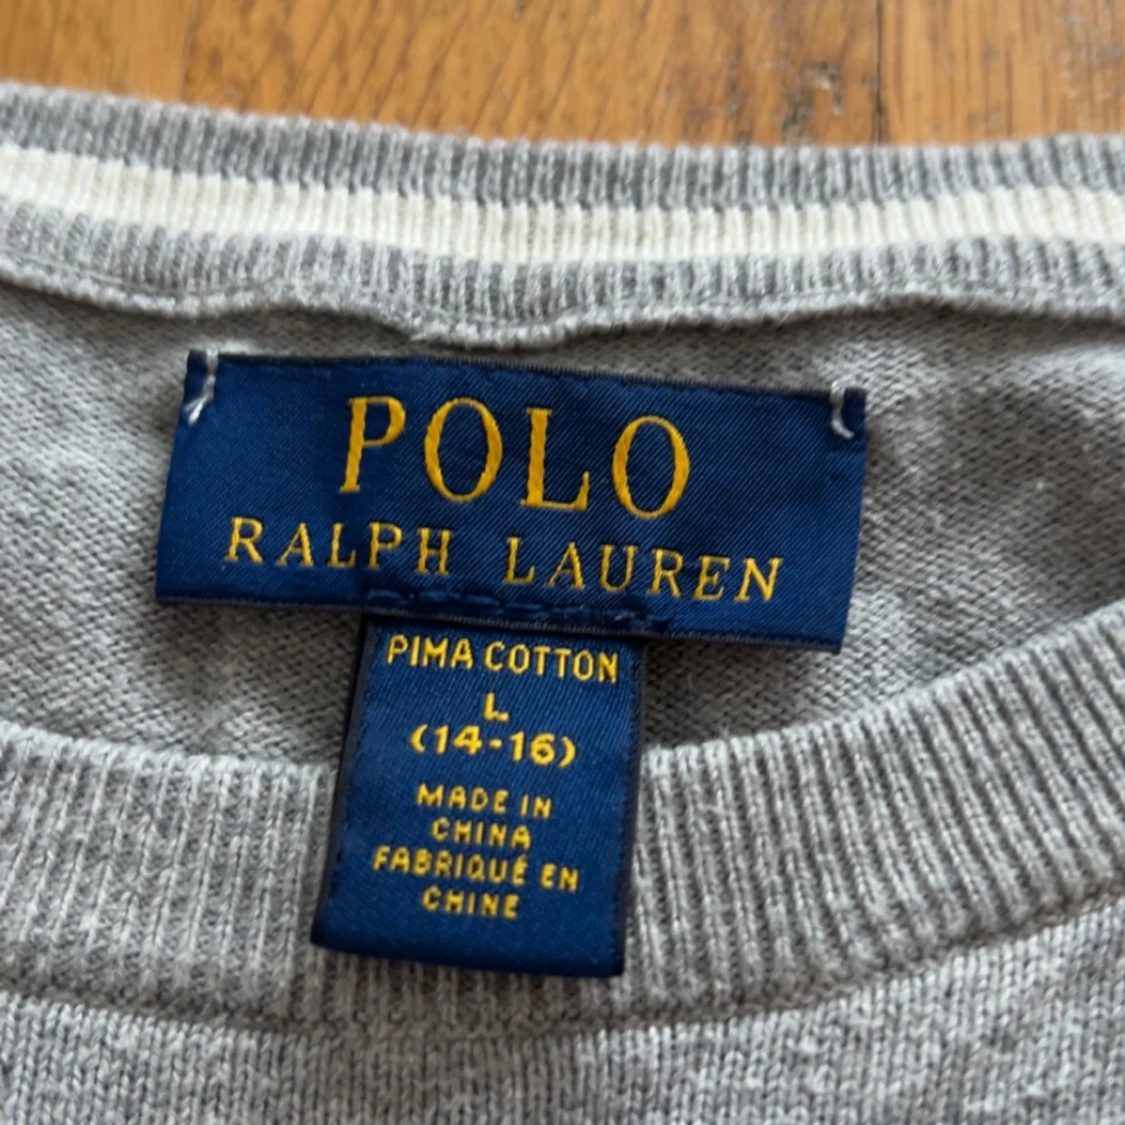 POLO
RALPH LAUREN
PIMA COTTON
L
(14-16)
MADE IN
CHINA
FABRIQUÉ EN
CHINE